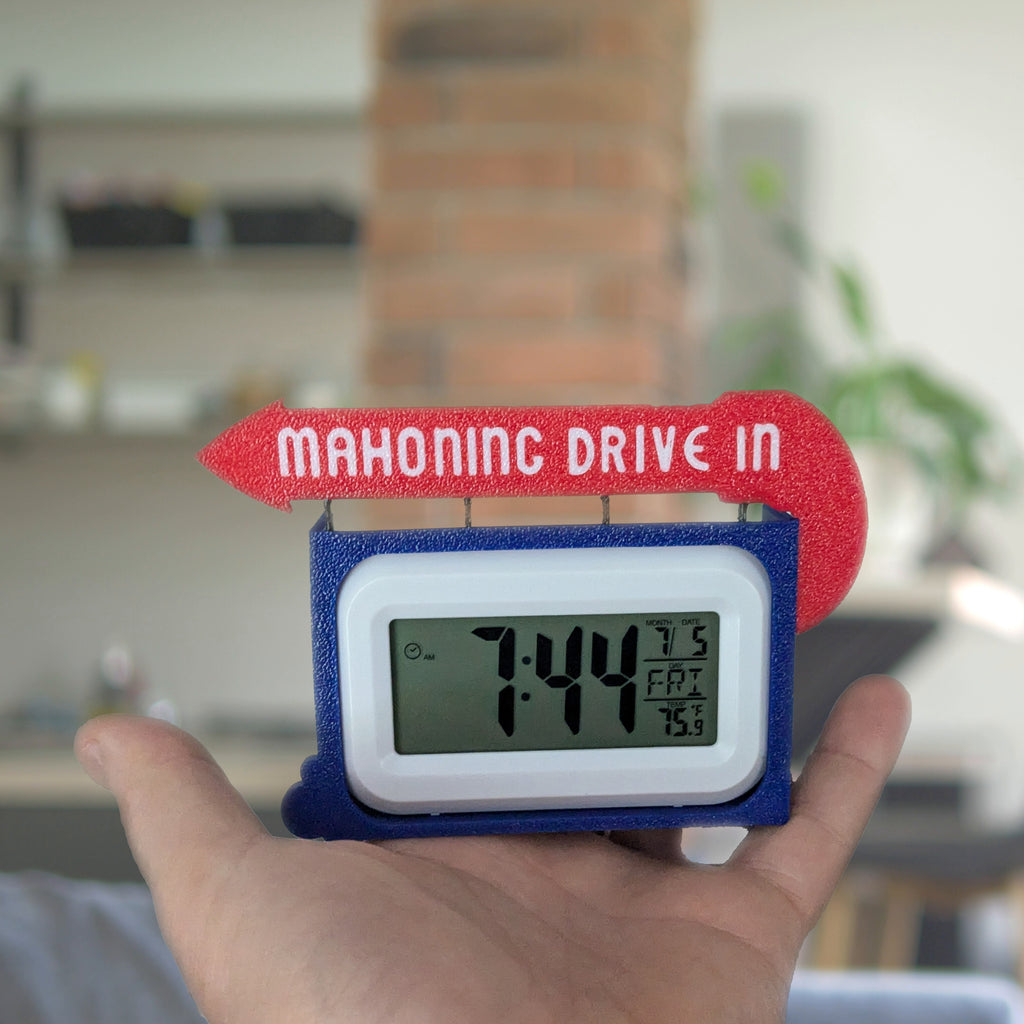 MAHONING DRIVE IN
AM
7:44
MONTH DATE
7/ 5
DAY
FRI
TEMP
75.9 °F